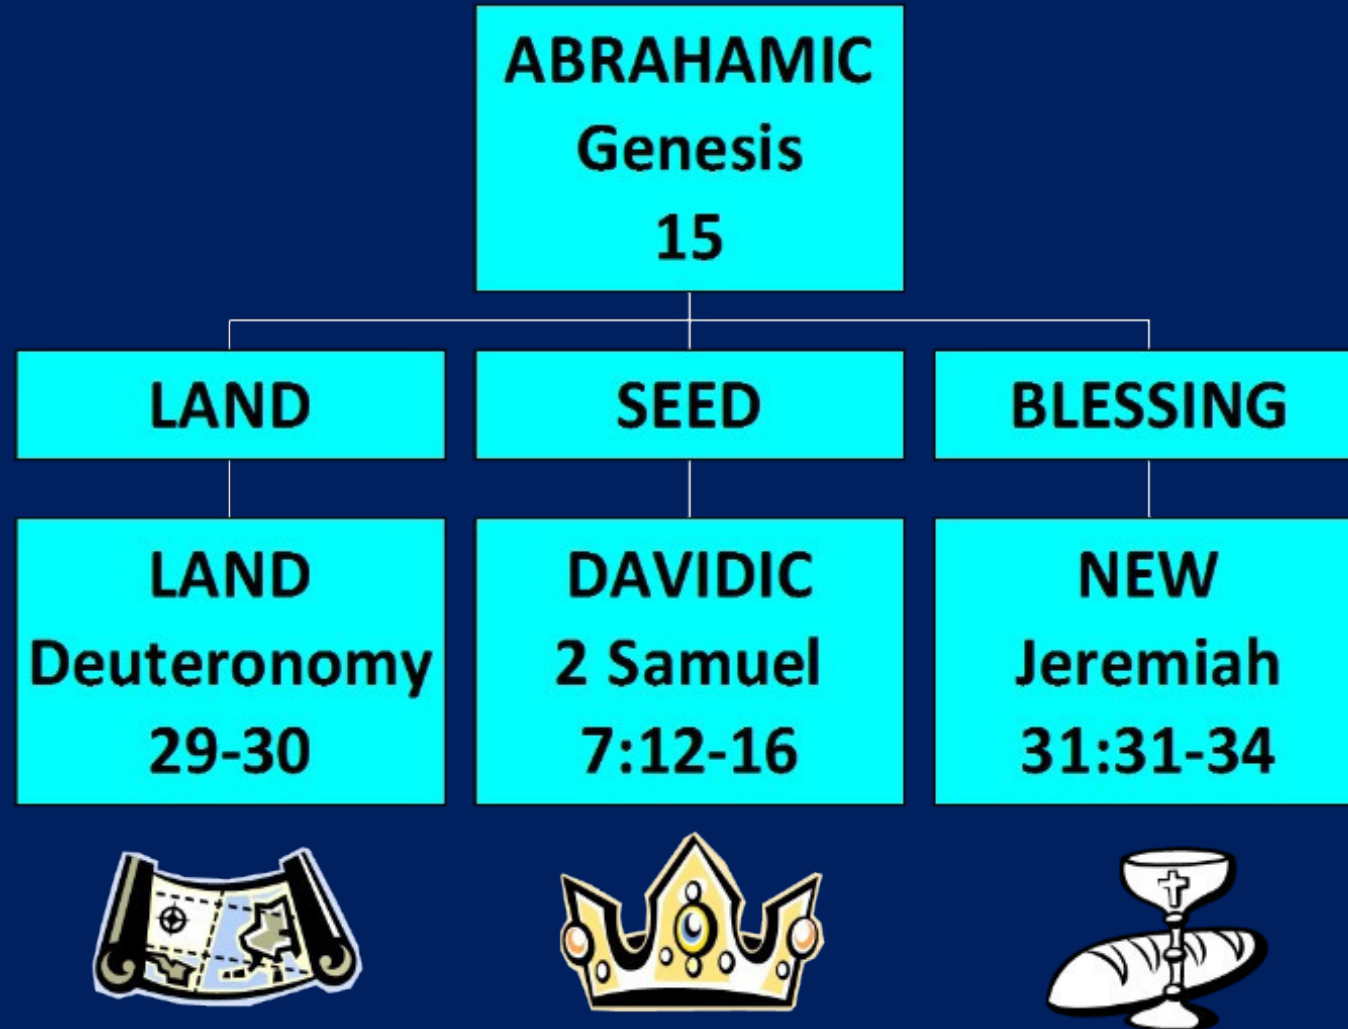 ABRAHAMIC
Genesis
15
LAND
SEED
BLESSING
LAND
Deuteronomy
29-30
DAVIDIC
2 Samuel
7:12-16
NEW
Jeremiah
31:31-34